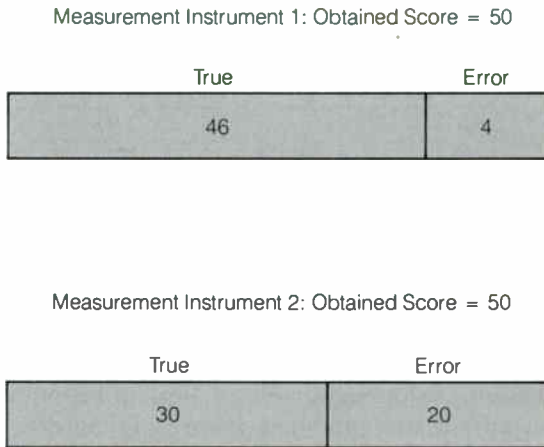 Measurement Instrument 1: Obtained Score = 50
True Error
46 4
Measurement Instrument 2: Obtained Score = 50
True Error
30 20